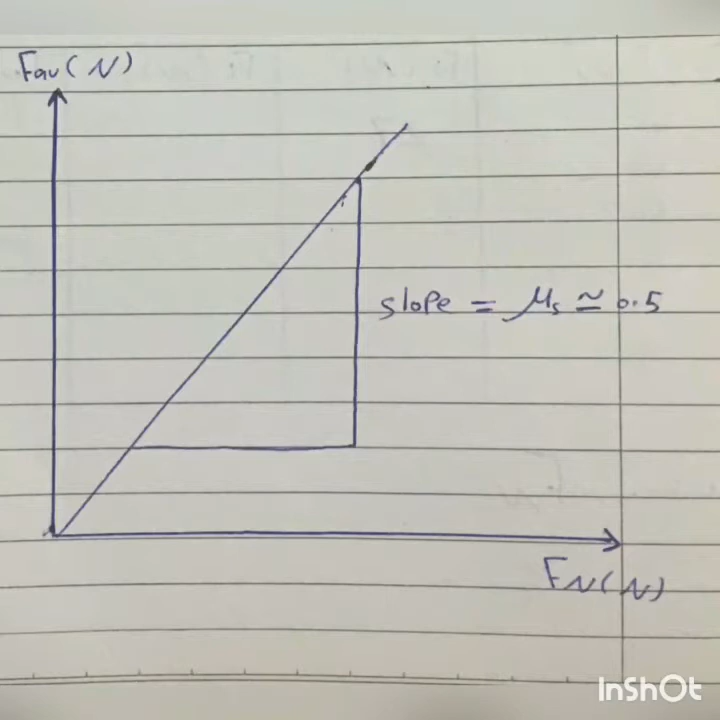 Fav(N)
slope = μs ≃ 0.5
FN(N)
InShOt